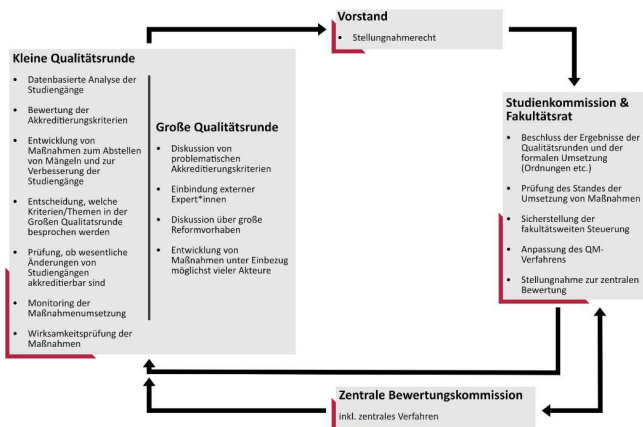 Vorstand
• Stellungnahmerecht
Kleine Qualitätsrunde
• Datenbasierte Analyse der
Studiengänge
• Bewertung der
Akkreditierungskriterien
• Entwicklung von
Maßnahmen zum Abstellen
von Mängeln und zur
Verbesserung der
Studiengänge
• Entscheidung, welche
Kriterien/Themen in der
Großen Qualitatsrunde
besprochen werden
• Prüfung, ob wesentliche
Änderungen von
Studiengängen
akkreditierbar sind
• Monitoring der
Maßnahmenumsetzung
• Wirksamkeitsprüfung der
Maßnahmen
Große Qualitätsrunde
• Diskussion von
problematischen
Akkreditierungskriterien
• Einbindung externer
Expert*innen
• Diskussion über große
Reformvorhaben
• Entwicklung von
Maßnahmen unter Einbezug
möglichst vieler Akteure
Studienkommission &
Fakultätsrat
• Beschluss der Ergebnisse der
Qualitätsrunden und der
formalen Umsetzung
(Ordnungen etc.)
• Prüfung des Standes der
Umsetzung von Maßnahmen
• Sicherstellung der
fakultätsweiten Steuerung
• Anpassung des QM-
Verfahrens
• Stellungnahme zur zentralen
Bewertung
Zentrale Bewertungskommission
inkl. zentrales Verfahren